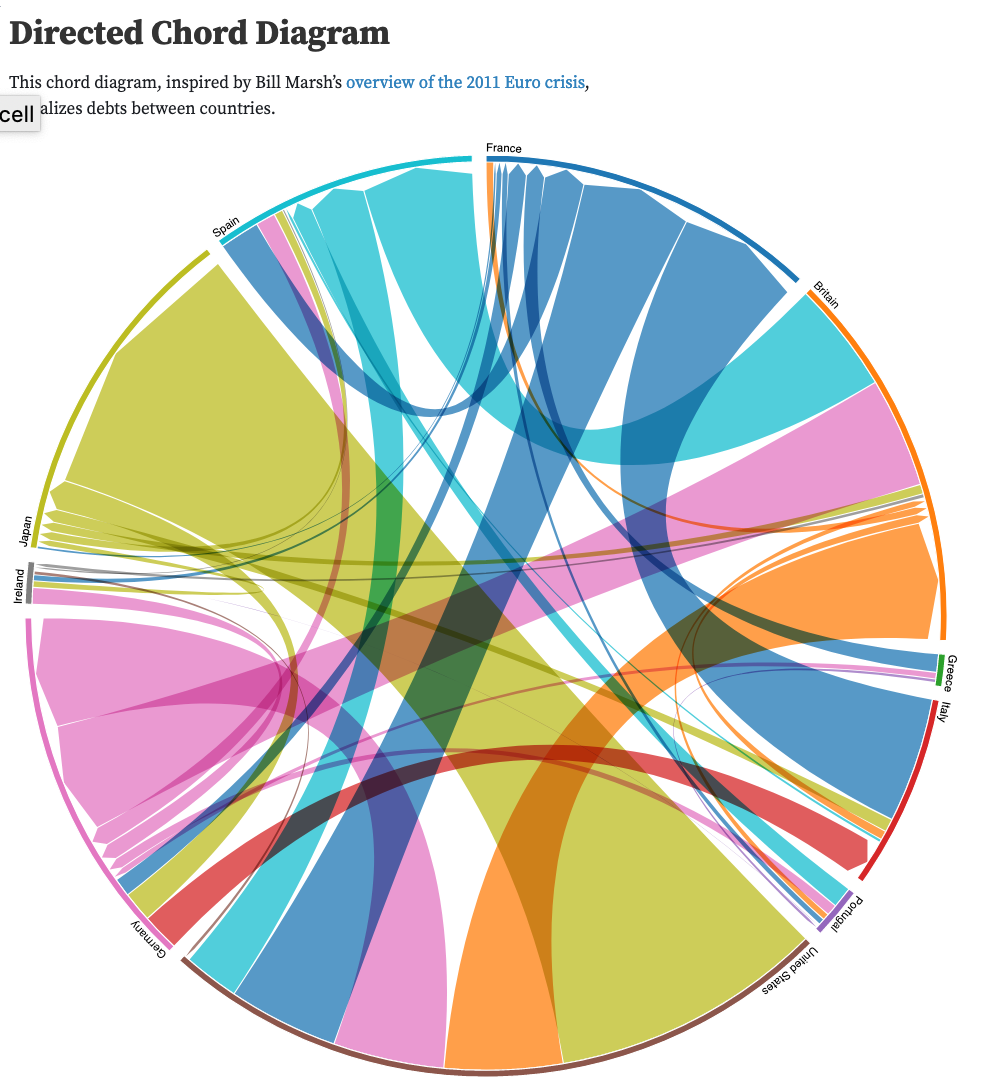 Directed Chord Diagram
This chord diagram, inspired by Bill Marsh’s overview of the 2011 Euro crisis,
cell
alizes debts between countries.
France
Spain
Britain
Japan
Ireland
Greece
Italy
Germany
Portugal
United States